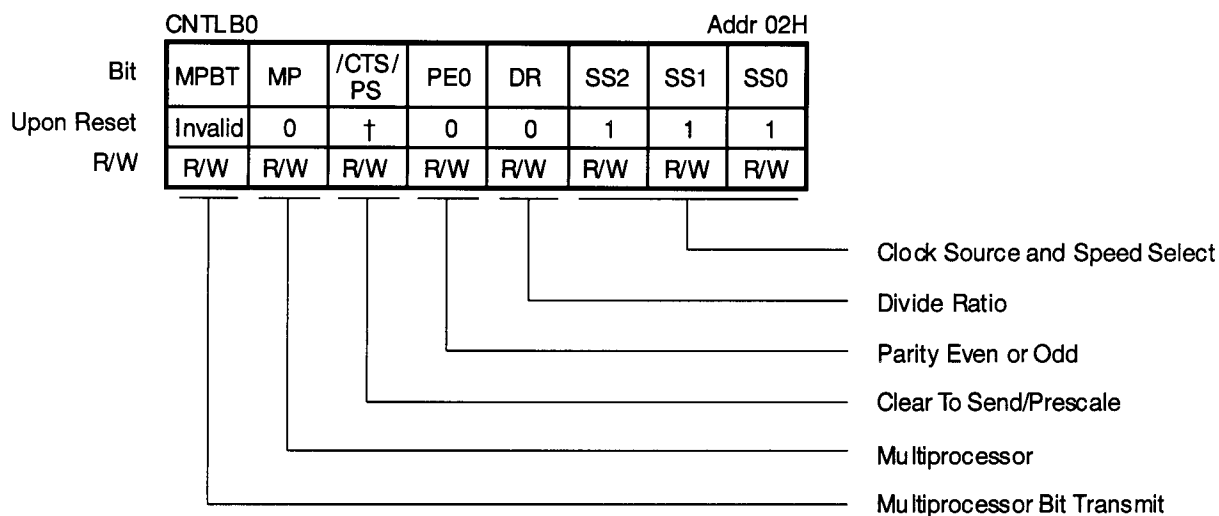 CNTLB0 Addr 02H
Bit MPBT MP /CTS/ PS PE0 DR SS2 SS1 SS0
Upon Reset Invalid 0 † 0 0 1 1 1
R/W R/W R/W R/W R/W R/W R/W R/W R/W
Clock Source and Speed Select
Divide Ratio
Parity Even or Odd
Clear To Send/Prescale
Multiprocessor
Multiprocessor Bit Transmit